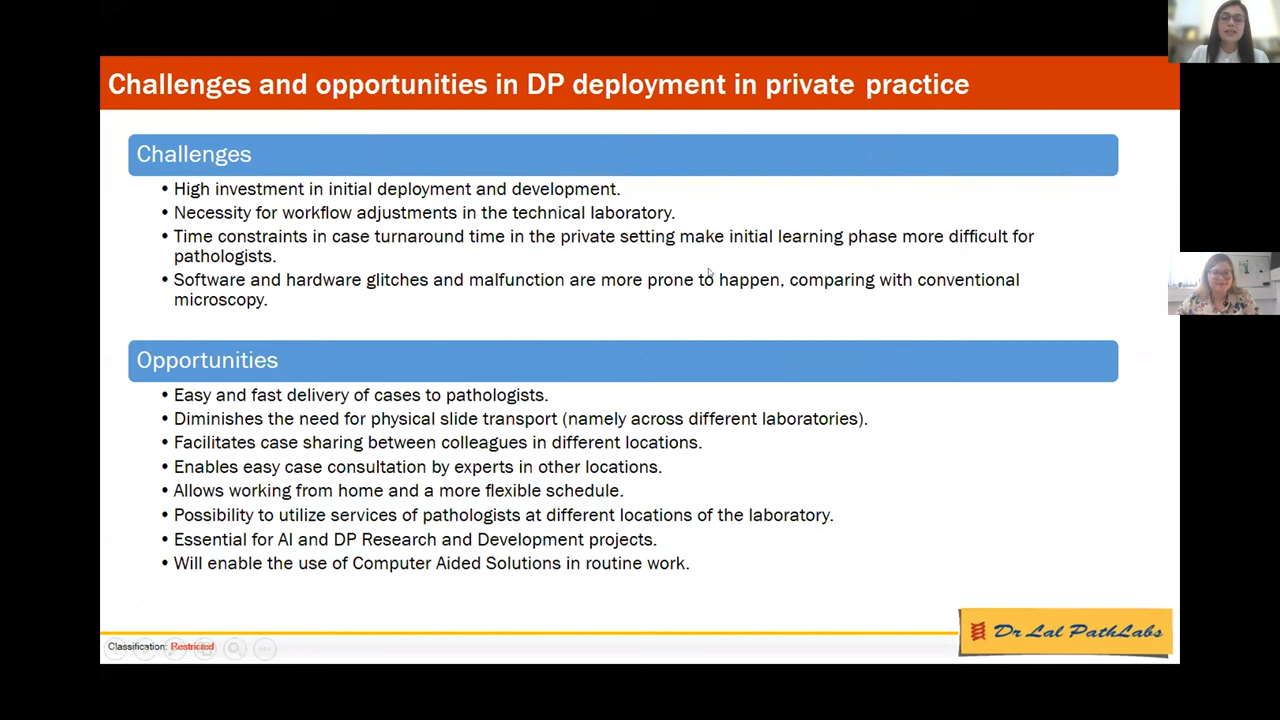 Challenges and opportunities in DP deployment in private practice
Challenges
• High investment in initial deployment and development.
• Necessity for workflow adjustments in the technical laboratory.
• Time constraints in case turnaround time in the private setting make initial learning phase more difficult for
pathologists.
• Software and hardware glitches and malfunction are more prone to happen, comparing with conventional
microscopy.
Opportunities
• Easy and fast delivery of cases to pathologists.
• Diminishes the need for physical slide transport (namely across different laboratories).
• Facilitates case sharing between colleagues in different locations.
• Enables easy case consultation by experts in other locations.
• Allows working from home and a more flexible schedule.
• Possibility to utilize services of pathologists at different locations of the laboratory.
• Essential for AI and DP Research and Development projects.
• Will enable the use of Computer Aided Solutions in routine work.
Classification: Restricted
Dr Lal PathLabs